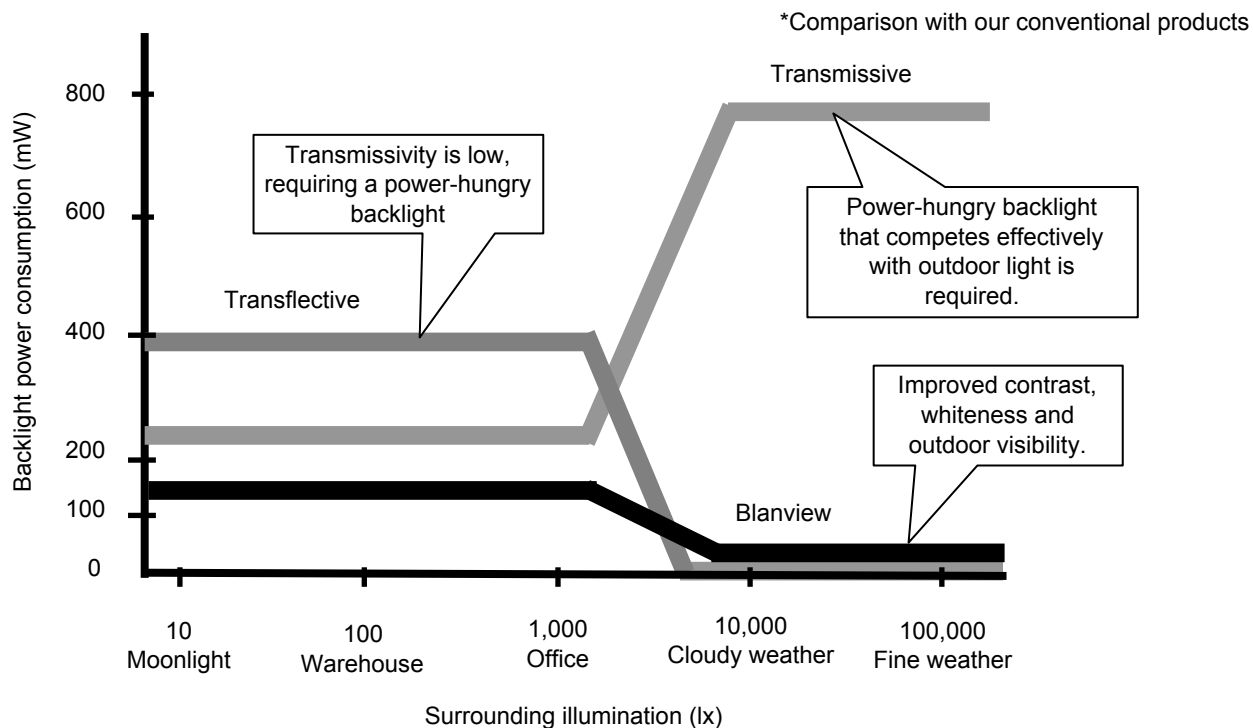 *Comparison with our conventional products
Backlight power consumption (mW)
800
600
400
200
100
0
Transmissive
Transmissivity is low,
requiring a power-hungry
backlight
Power-hungry backlight
that competes effectively
with outdoor light is
required.
Transflective
Improved contrast,
whiteness and
outdoor visibility.
Blanview
10
Moonlight
100
Warehouse
1,000
Office
10,000
Cloudy weather
100,000
Fine weather
Surrounding illumination (lx)